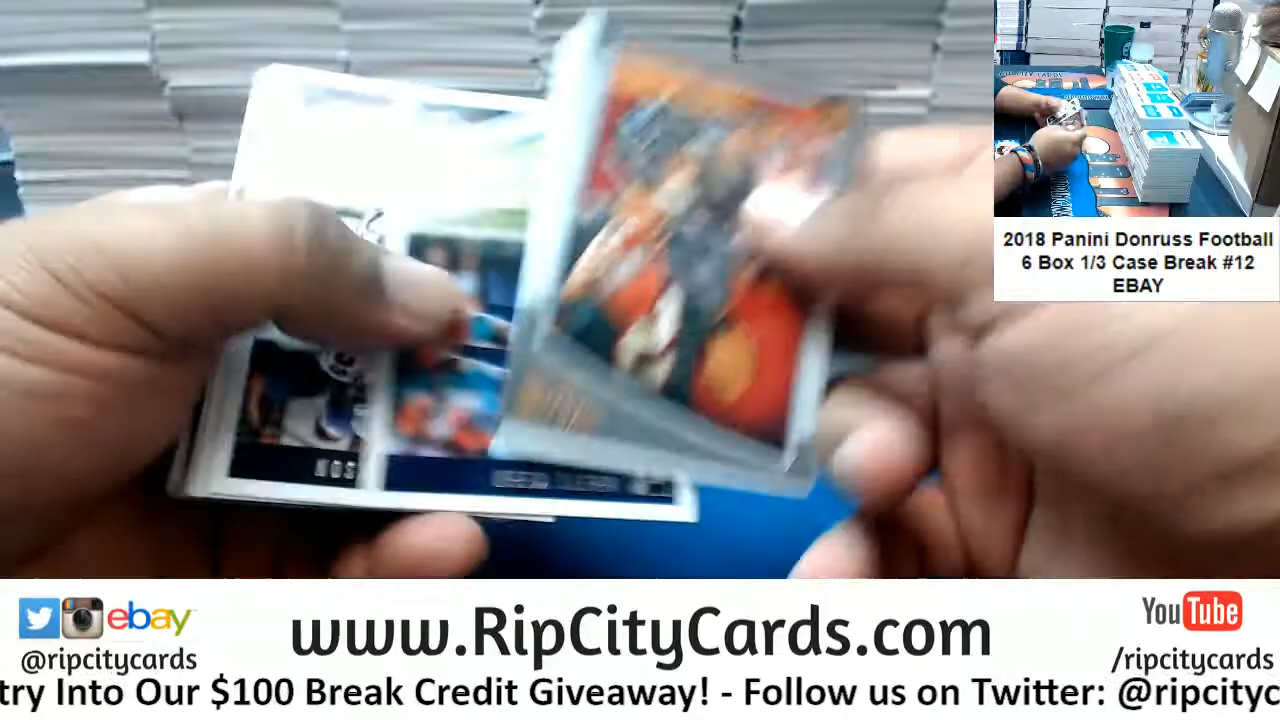 2018 Panini Donruss Football
6 Box 1/3 Case Break #12
EBAY
ebay
@ripcitycards
www.RipCityCards.com
YouTube
/ripcitycards
try Into Our $100 Break Credit Giveaway! - Follow us on Twitter: @ripcityc